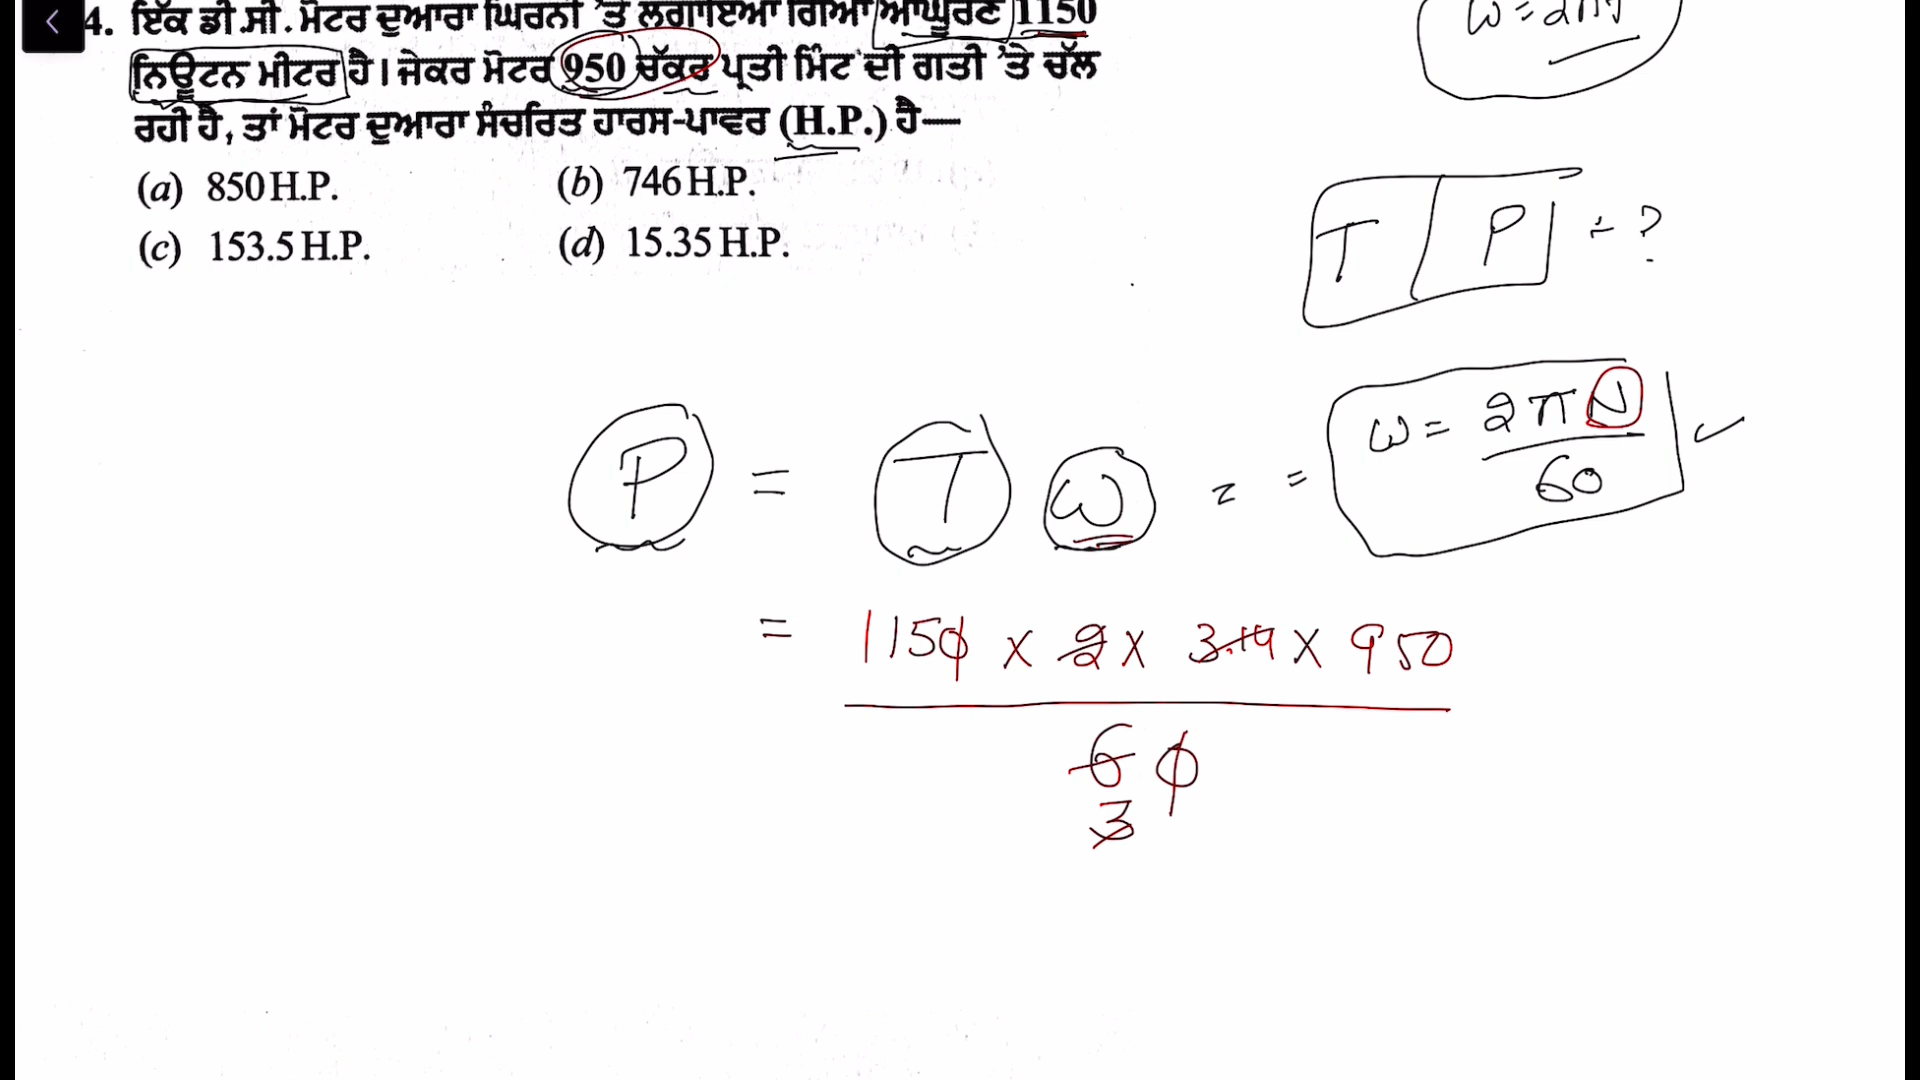 4. ਇੱਕ ਡੀ.ਸੀ. ਮੋਟਰ ਦੁਆਰਾ ਘਿਰਨੀ ’ਤੇ ਲਗਾਇਆ ਗਿਆ ਆਘੂਰਣ 1150
ਨਿਊਟਨ ਮੀਟਰ ਹੈ। ਜੇਕਰ ਮੋਟਰ 950 ਚੱਕਰ ਪ੍ਰਤੀ ਮਿੰਟ ਦੀ ਗਤੀ ’ਤੇ ਚੱਲ
ਰਹੀ ਹੈ, ਤਾਂ ਮੋਟਰ ਦੁਆਰਾ ਸੰਚਰਿਤ ਹਾਰਸ-ਪਾਵਰ (H.P.) ਹੈ—
(a) 850 H.P. (b) 746 H.P.
(c) 153.5 H.P. (d) 15.35 H.P.
T P = ?
P = T ω = = ω = 2πN/60
= 1150 x 2 x 3.14 x 950
60
3